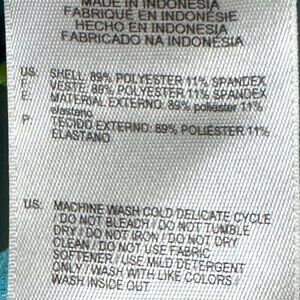 MADE IN INDONESIA
FABRIQUÉ EN INDONÉSIE
HECHO EN INDONESIA
FABRICADO NA INDONÉSIA
US: SHELL: 89% POLYESTER 11% SPANDEX
F: VESTE: 89% POLYESTER 11% SPANDEX
E: MATERIAL EXTERNO: 89% poliéster 11%
elastano
P: TECIDO EXTERNO: 89% POLIÉSTER 11%
ELASTANO
US: MACHINE WASH COLD DELICATE CYCLE
/ DO NOT BLEACH / DO NOT TUMBLE
DRY / DO NOT IRON / DO NOT DRY
CLEAN / DO NOT USE FABRIC
SOFTENER / USE MILD DETERGENT
ONLY / WASH WITH LIKE COLORS /
WASH INSIDE OUT